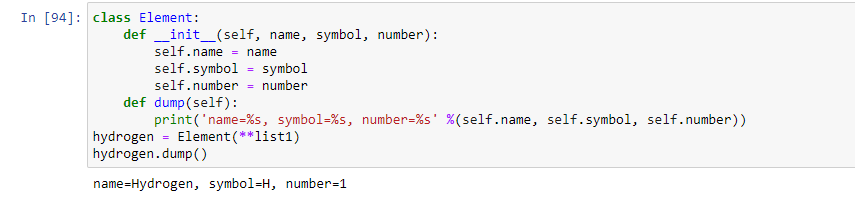 In [94]: class Element:
    def __init__(self, name, symbol, number):
        self.name = name
        self.symbol = symbol
        self.number = number
    def dump(self):
        print('name=%s, symbol=%s, number=%s' %(self.name, self.symbol, self.number))
hydrogen = Element(**list1)
hydrogen.dump()
name=Hydrogen, symbol=H, number=1